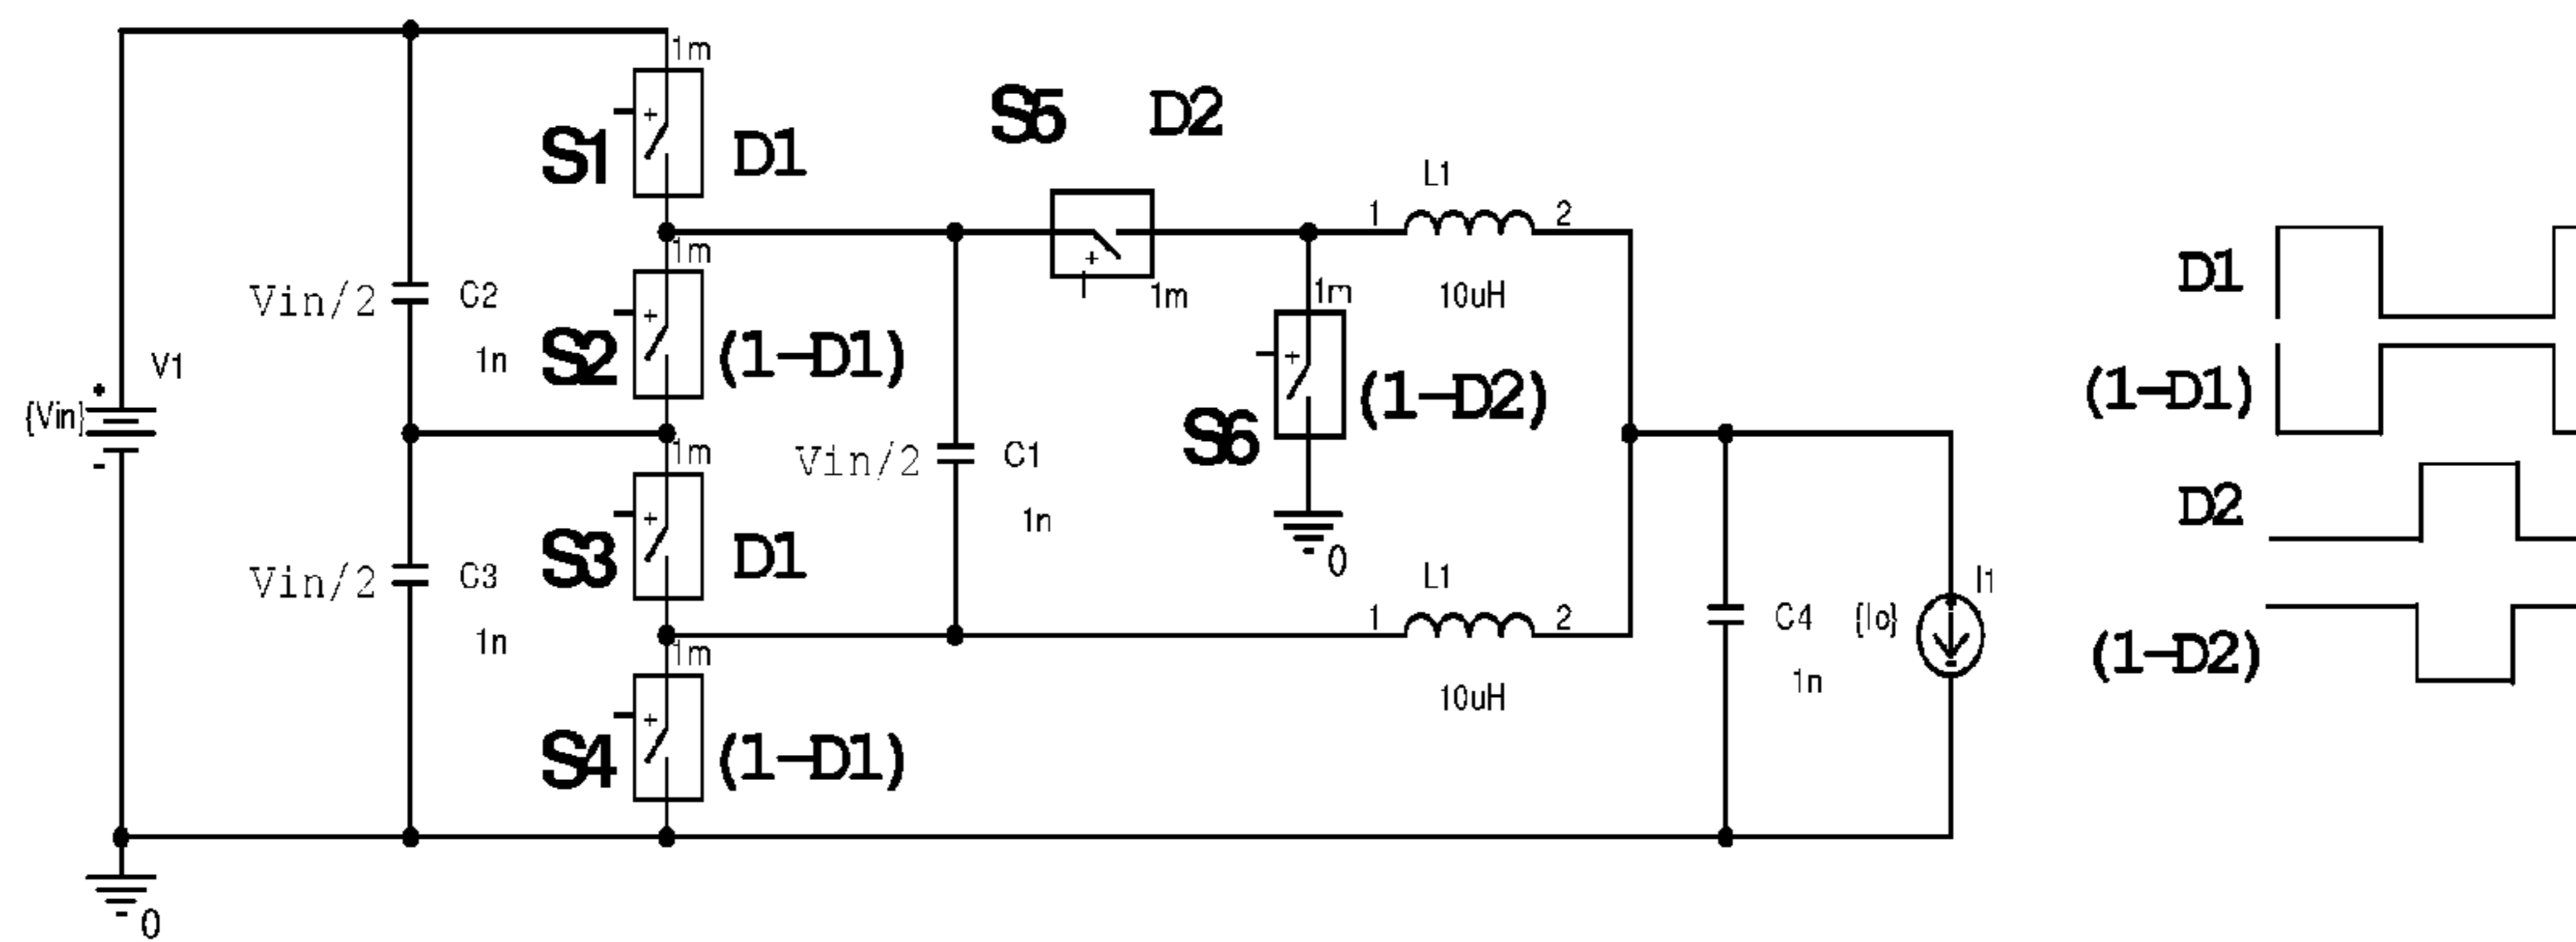 1m
S1
D1
S5
D2
L1
1
2
10uH
1m
1m
Vin/2
C2
1n
S2
(1-D1)
1m
S6
(1-D2)
0
V1
{Vin}
+
-
1m
S3
D1
Vin/2
C1
1n
Vin/2
C3
1n
L1
1
2
10uH
C4
1n
{Io}
I1
1m
S4
(1-D1)
0
D1
(1-D1)
D2
(1-D2)